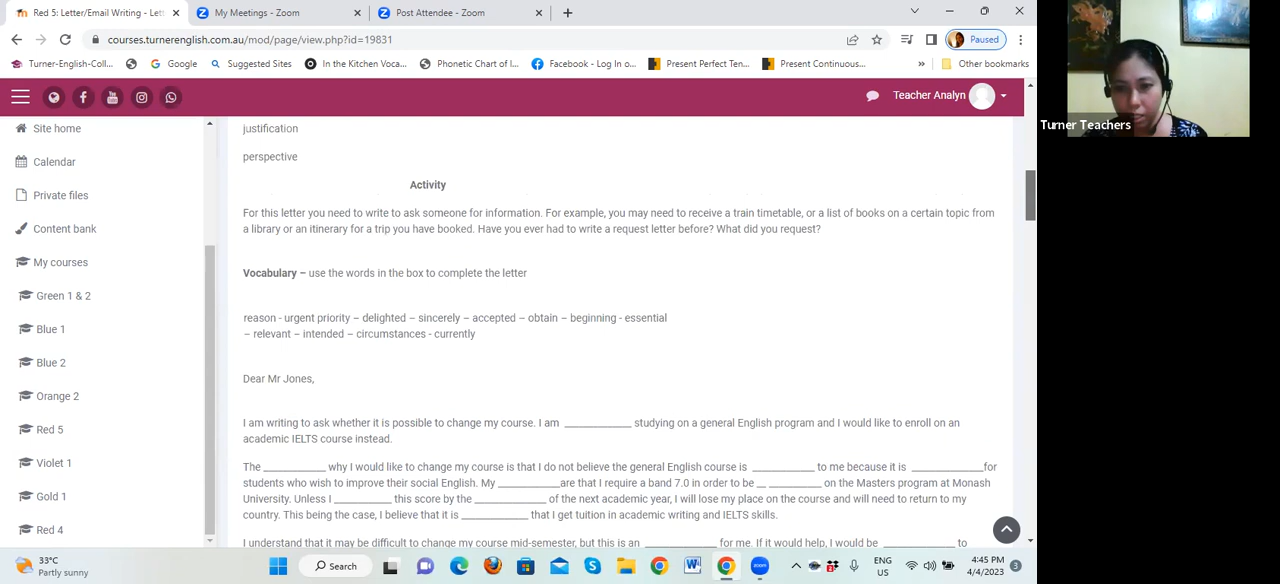 Red 5: Letter/Email Writing - Lett
My Meetings - Zoom
Post Attendee - Zoom
courses.turnerenglish.com.au/mod/page/view.php?id=19831
Paused
Turner-English-Coll...
Google
Suggested Sites
In the Kitchen Voca...
Phonetic Chart of I...
Facebook - Log In o...
Present Perfect Ten...
Present Continuous...
»
Other bookmarks
Teacher Analyn
Turner Teachers
Site home
Calendar
Private files
Content bank
My courses
Green 1 & 2
Blue 1
Blue 2
Orange 2
Red 5
Violet 1
Gold 1
Red 4
justification
perspective
Activity
For this letter you need to write to ask someone for information. For example, you may need to receive a train timetable, or a list of books on a certain topic from
a library or an itinerary for a trip you have booked. Have you ever had to write a request letter before? What did you request?
Vocabulary – use the words in the box to complete the letter
reason - urgent priority – delighted – sincerely – accepted – obtain – beginning - essential
– relevant – intended – circumstances - currently
Dear Mr Jones,
I am writing to ask whether it is possible to change my course. I am ____________ studying on a general English program and I would like to enroll on an
academic IELTS course instead.
The ___________ why I would like to change my course is that I do not believe the general English course is ___________ to me because it is _____________for
students who wish to improve their social English. My ___________are that I require a band 7.0 in order to be __ __________ on the Masters program at Monash
University. Unless I __________ this score by the _____________ of the next academic year, I will lose my place on the course and will need to return to my
country. This being the case, I believe that it is ____________ that I get tuition in academic writing and IELTS skills.
I understand that it may be difficult to change my course mid-semester, but this is an _____________ for me. If it would help, I would be _____________ to
33°C
Partly sunny
Search
ENG
US
4:45 PM
4/4/2023
3